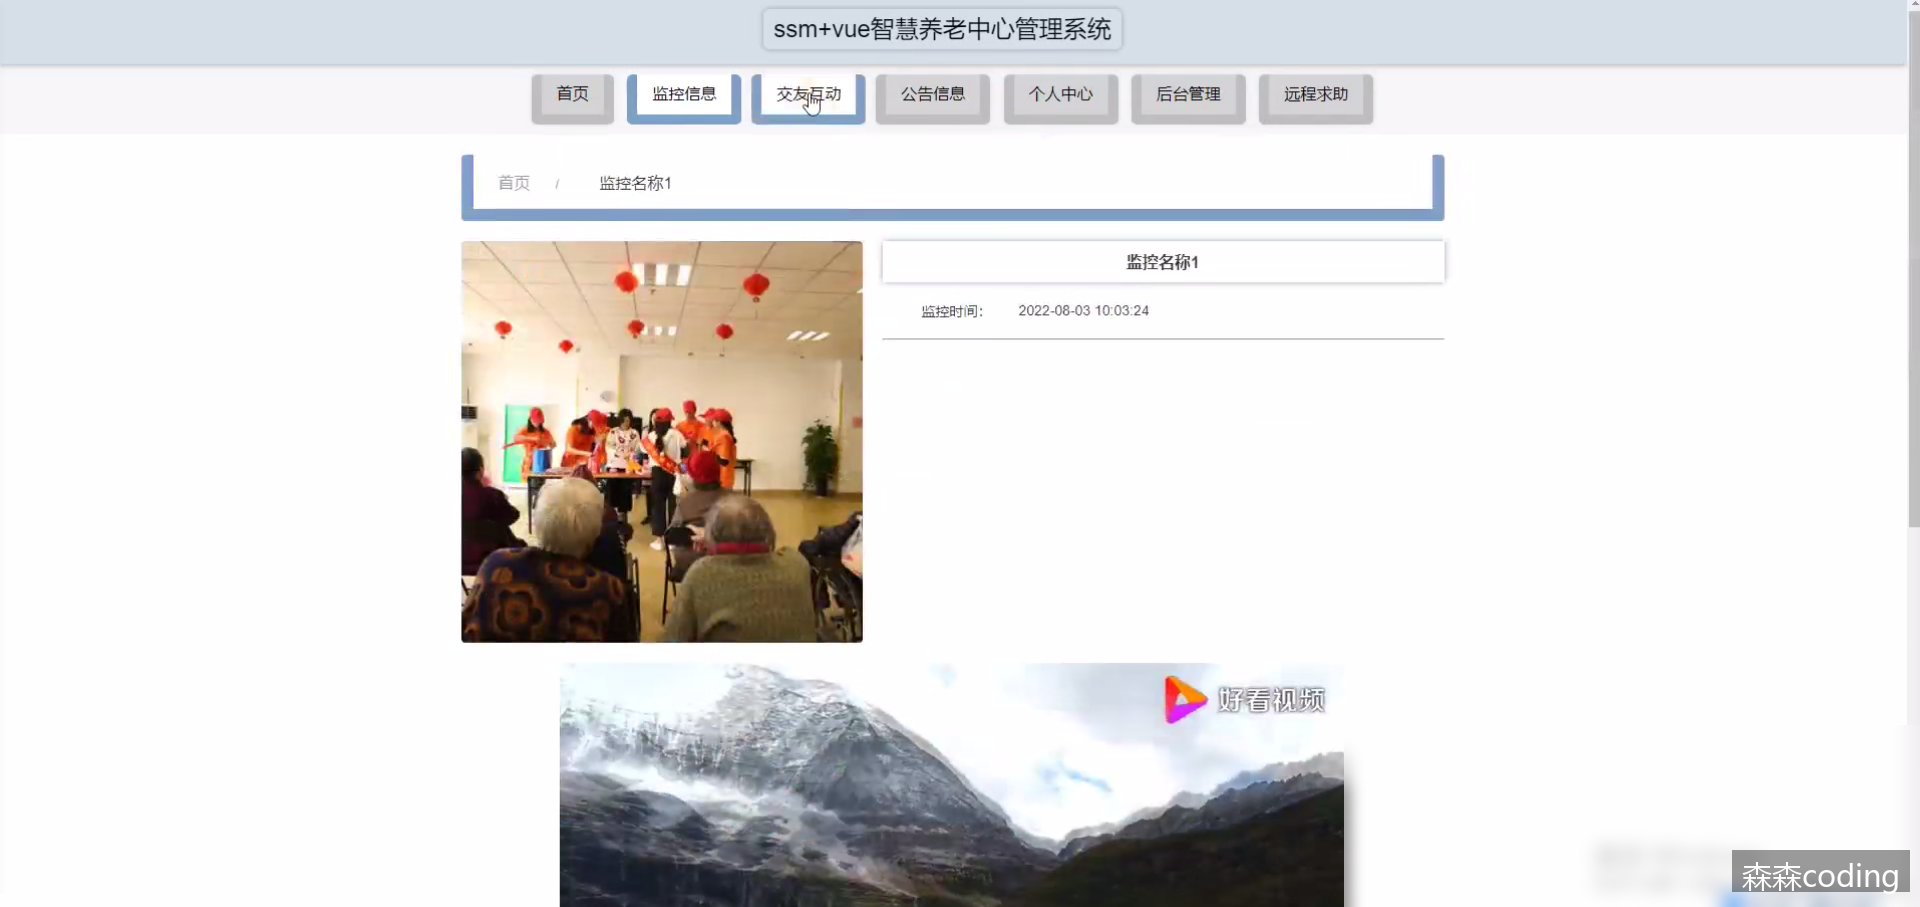 ssm+vue智慧养老中心管理系统
首页 监控信息 交友互动 公告信息 个人中心 后台管理 远程求助
首页 / 监控名称1
监控名称1
监控时间: 2022-08-03 10:03:24
好看视频
森森coding